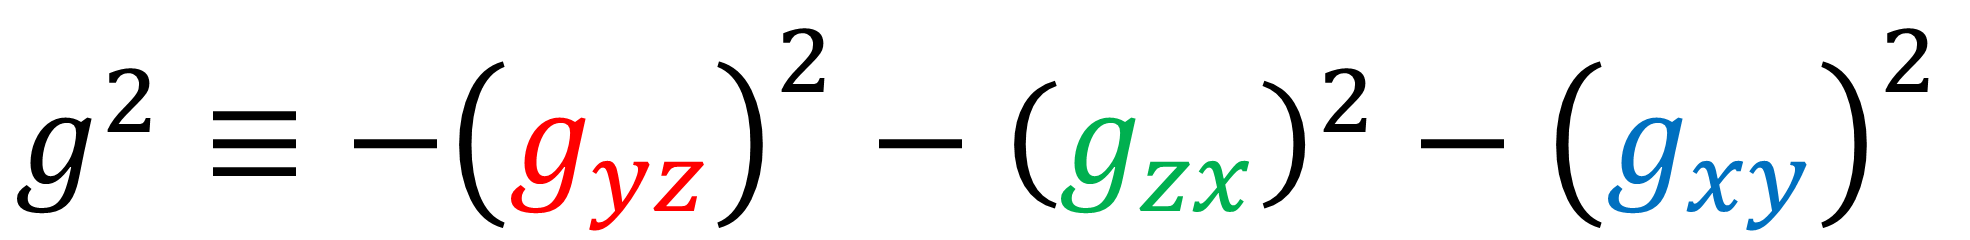 g² ≡ −(g_yz)² − (g_zx)² − (g_xy)²